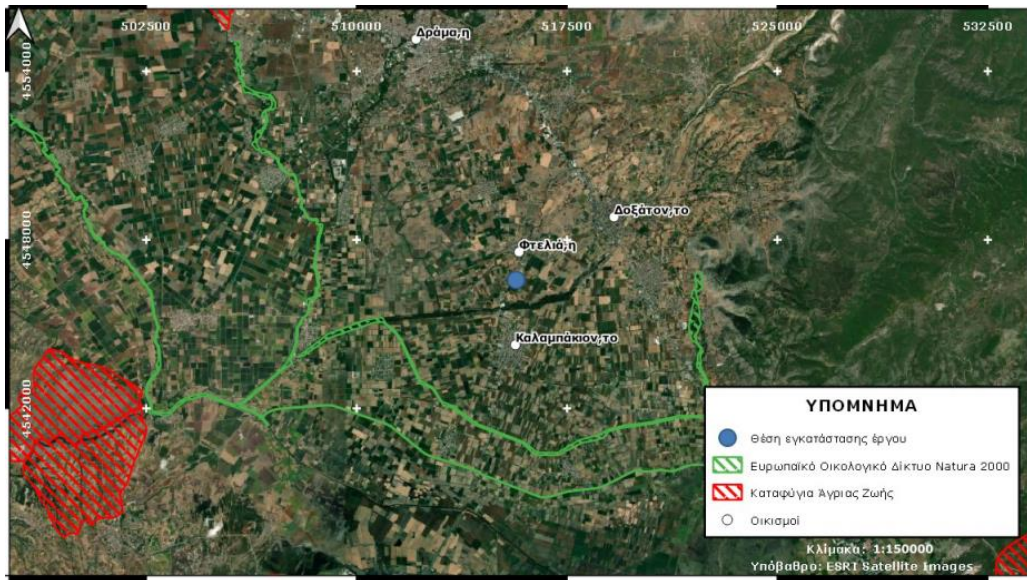 502500 510000 517500 525000 532500
Δράμα,η
4554000
Δοξάτον,το
4548000
Φτελιά,η
Καλαμπάκιον,το
4542000
ΥΠΟΜΝΗΜΑ
Θέση εγκατάστασης έργου
Ευρωπαϊκό Οικολογικό Δίκτυο Natura 2000
Καταφύγια Άγριας Ζωής
Οικισμοί
Κλίμακα: 1:150000
Υπόβαθρο: ESRI Satellite Images